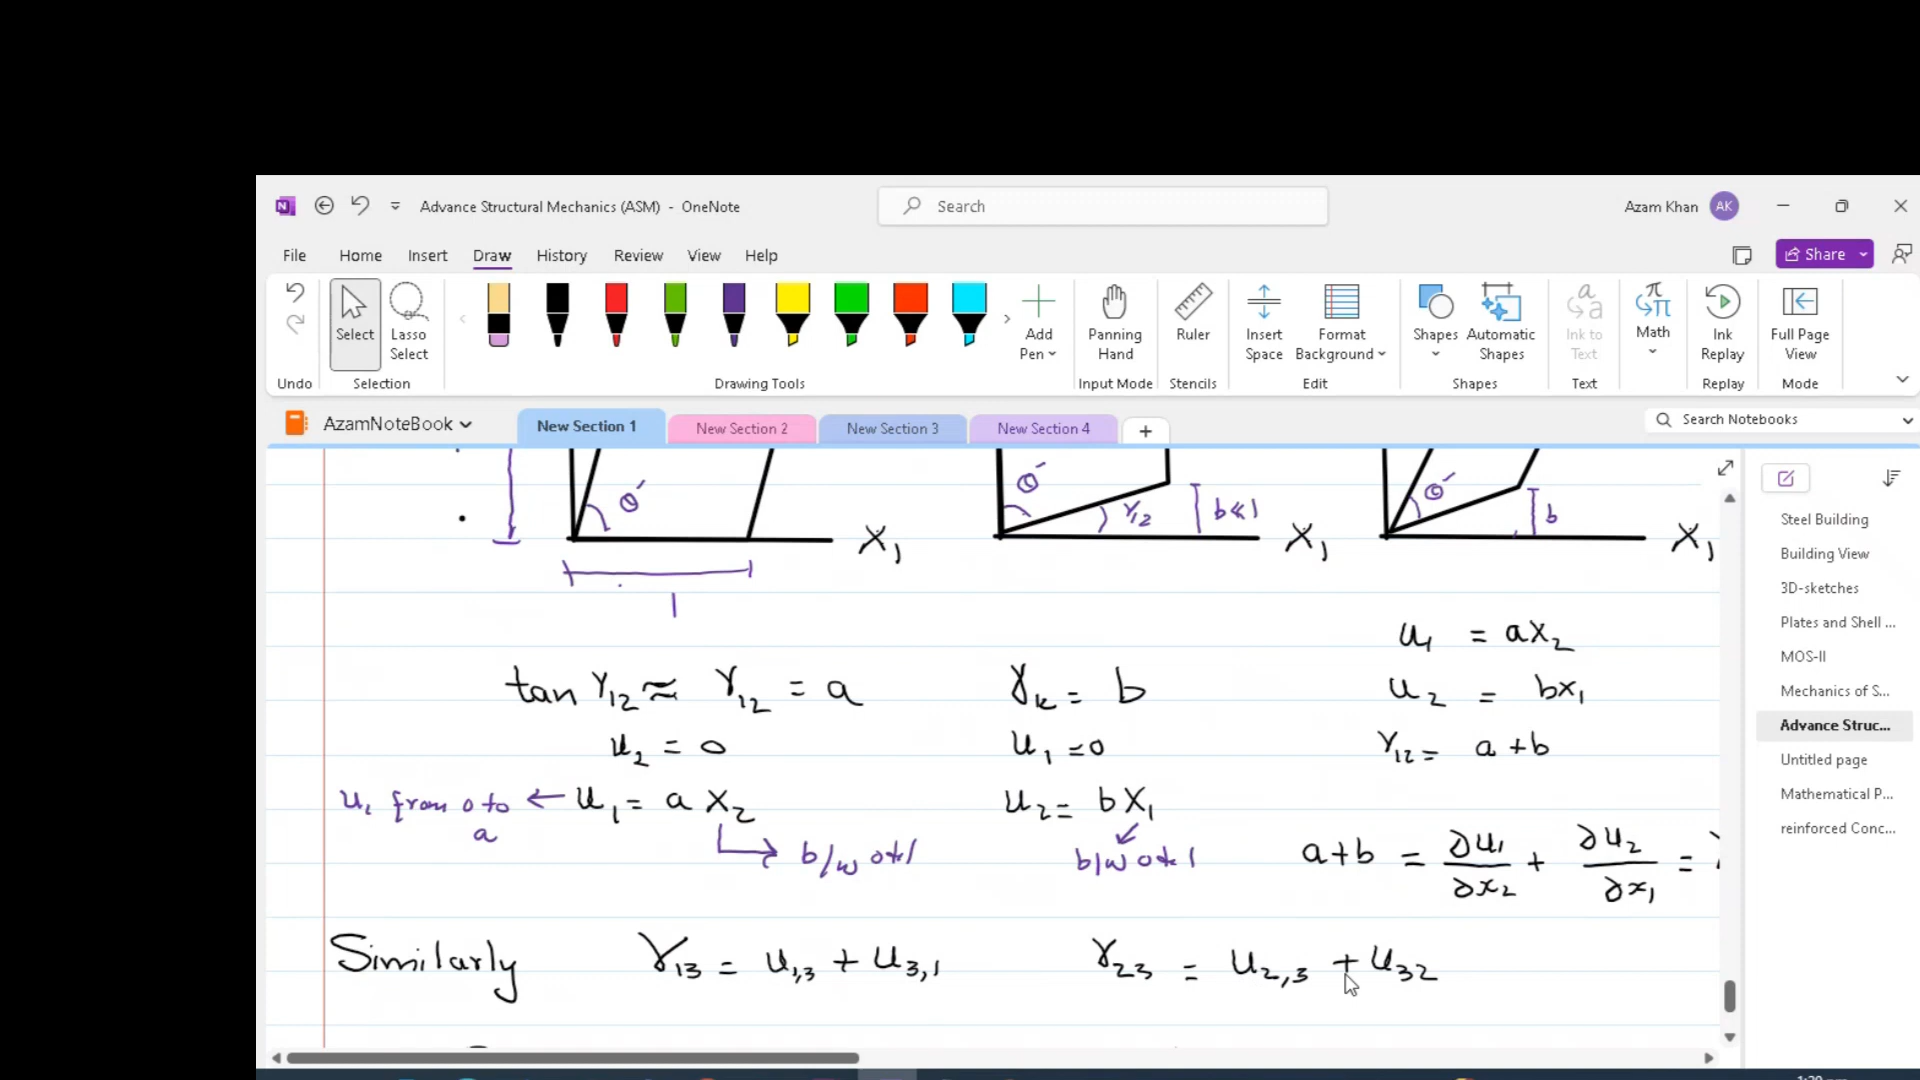 Advance Structural Mechanics (ASM) - OneNote
Search
Azam Khan AK
File Home Insert Draw History Review View Help
Share
Select
Lasso Select
Add Pen
Panning Hand
Ruler
Insert Space
Format Background
Shapes
Automatic Shapes
Ink to Text
Math
Ink Replay
Full Page View
Undo Selection Drawing Tools Input Mode Stencils Edit Shapes Text Replay Mode
AzamNoteBook
New Section 1 New Section 2 New Section 3 New Section 4 +
Search Notebooks
Steel Building
Building View
3D-sketches
Plates and Shell ...
MOS-II
Mechanics of S...
Advance Struc...
Untitled page
Mathematical P...
reinforced Conc...
θ′ X₁ 1
θ′ γ₁₂ b≪1 X₁
θ′ b X₁
tan γ₁₂ ≈ γ₁₂ = a
u₂ = 0
u₁ from 0 to a ← u₁ = a X₂
b/w 0 & 1
γ₁₂ = b
u₁ = 0
u₂ = b X₁
b/w 0 & 1
u₁ = aX₂
u₂ = bx₁
γ₁₂ = a + b
a+b = ∂u₁/∂x₂ + ∂u₂/∂x₁ =
Similarly γ₁₃ = u₁,₃ + u₃,₁ γ₂₃ = u₂,₃ + u₃₂